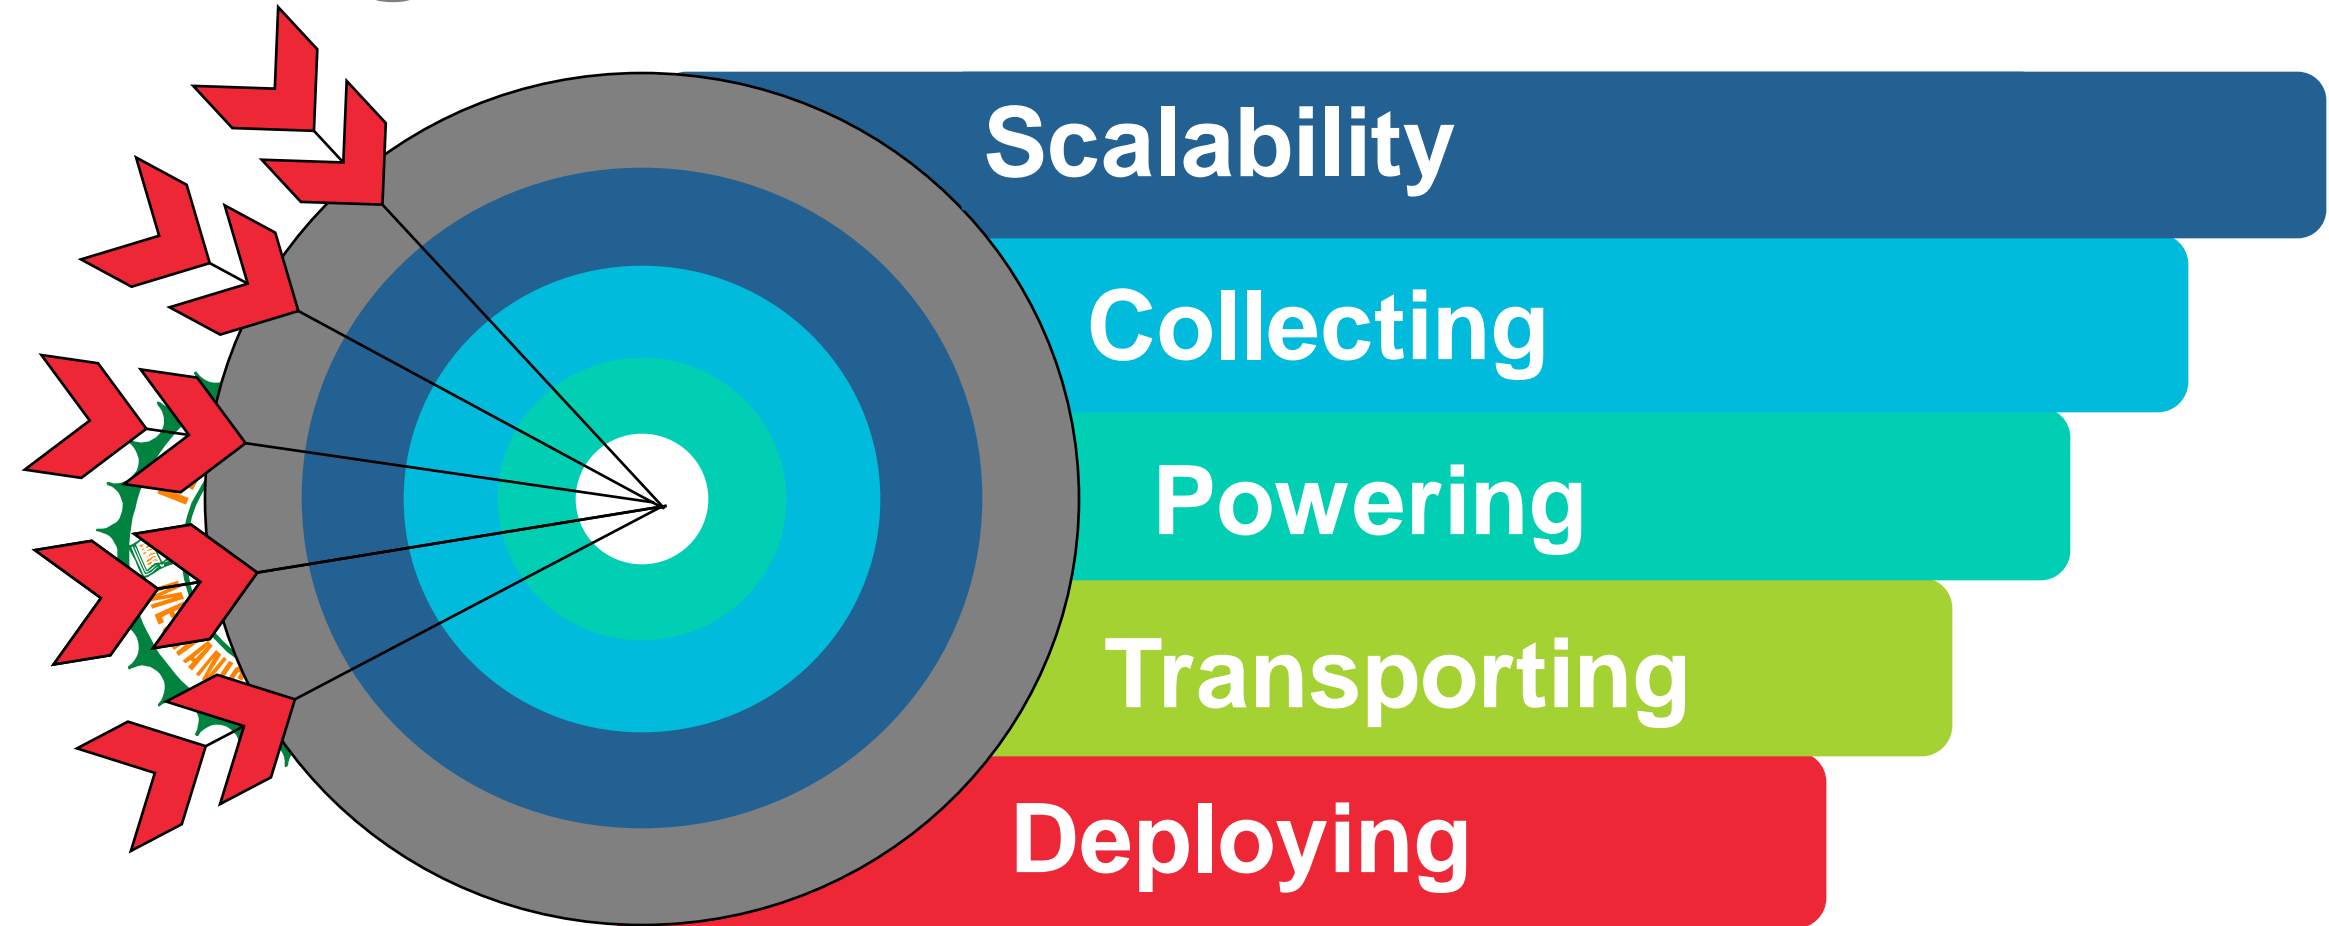 Scalability
Collecting
Powering
Transporting
Deploying